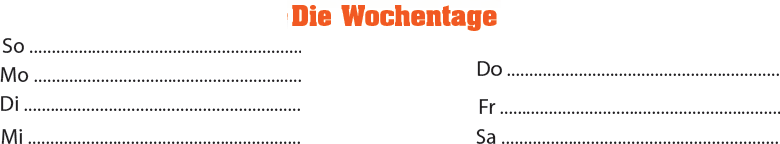 Die Wochentage
So ............................................................
Mo ...........................................................
Di .............................................................
Mi ............................................................
Do ............................................................
Fr ..............................................................
Sa .............................................................